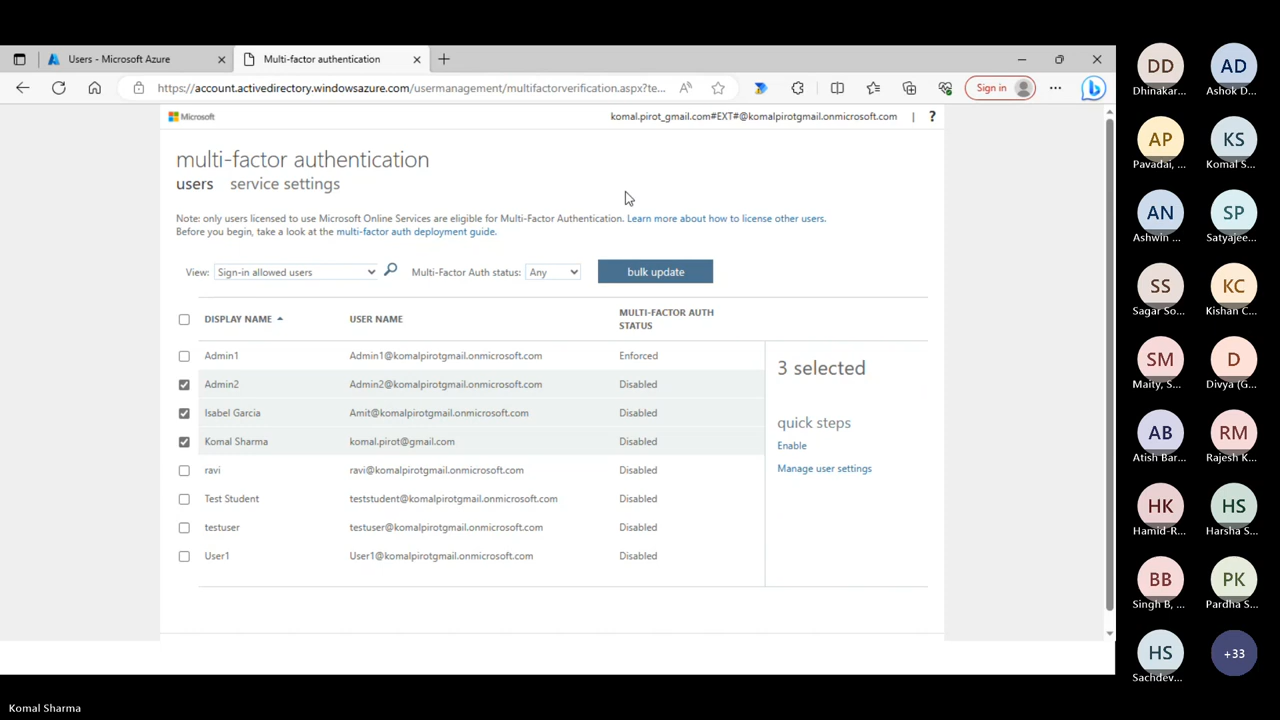 Users - Microsoft Azure
Multi-factor authentication
https://account.activedirectory.windowsazure.com/usermanagement/multifactorverification.aspx?te...
Sign in
Microsoft
komal.pirot_gmail.com#EXT#@komalpirotgmail.onmicrosoft.com | ?
multi-factor authentication
users service settings
Note: only users licensed to use Microsoft Online Services are eligible for Multi-Factor Authentication. Learn more about how to license other users.
Before you begin, take a look at the multi-factor auth deployment guide.
View: Sign-in allowed users Multi-Factor Auth status: Any bulk update
DISPLAY NAME USER NAME MULTI-FACTOR AUTH
STATUS
Admin1 Admin1@komalpirotgmail.onmicrosoft.com Enforced
Admin2 Admin2@komalpirotgmail.onmicrosoft.com Disabled
Isabel Garcia Amit@komalpirotgmail.onmicrosoft.com Disabled
Komal Sharma komal.pirot@gmail.com Disabled
ravi ravi@komalpirotgmail.onmicrosoft.com Disabled
Test Student teststudent@komalpirotgmail.onmicrosoft.com Disabled
testuser testuser@komalpirotgmail.onmicrosoft.com Disabled
User1 User1@komalpirotgmail.onmicrosoft.com Disabled
3 selected
quick steps
Enable
Manage user settings
DD AD
Dhinakar... Ashok D...
AP KS
Pavadai, ... Komal S...
AN SP
Ashwin ... Satyajee...
SS KC
Sagar So... Kishan C...
SM D
Maity, S... Divya (G...
AB RM
Atish Bar... Rajesh K...
HK HS
Hamid-R... Harsha S...
BB PK
Singh B, ... Pardha S...
HS +33
Sachdev...
Komal Sharma